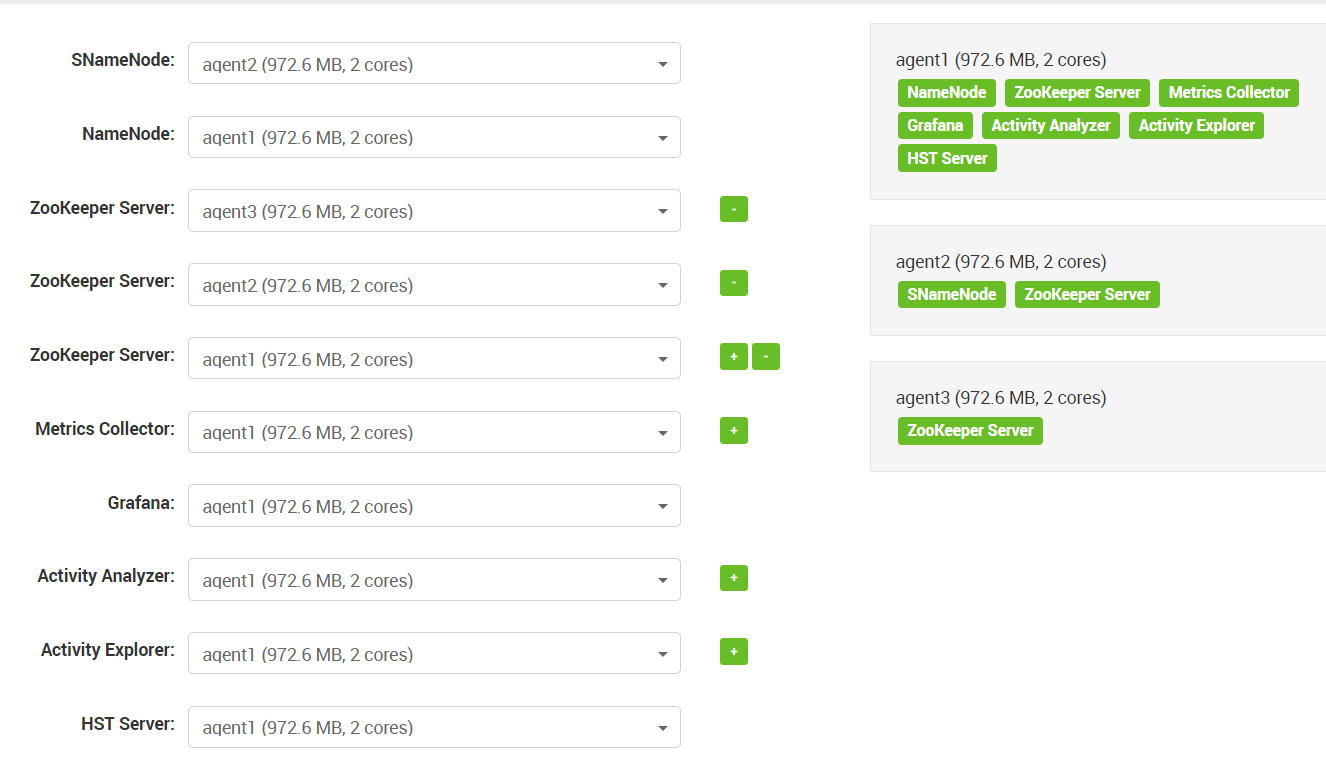 SNameNode: agent2 (972.6 MB, 2 cores)
NameNode: agent1 (972.6 MB, 2 cores)
ZooKeeper Server: agent3 (972.6 MB, 2 cores) -
ZooKeeper Server: agent2 (972.6 MB, 2 cores) -
ZooKeeper Server: agent1 (972.6 MB, 2 cores) + -
Metrics Collector: agent1 (972.6 MB, 2 cores) +
Grafana: agent1 (972.6 MB, 2 cores)
Activity Analyzer: agent1 (972.6 MB, 2 cores) +
Activity Explorer: agent1 (972.6 MB, 2 cores) +
HST Server: agent1 (972.6 MB, 2 cores)
agent1 (972.6 MB, 2 cores)
NameNode ZooKeeper Server Metrics Collector
Grafana Activity Analyzer Activity Explorer
HST Server
agent2 (972.6 MB, 2 cores)
SNameNode ZooKeeper Server
agent3 (972.6 MB, 2 cores)
ZooKeeper Server